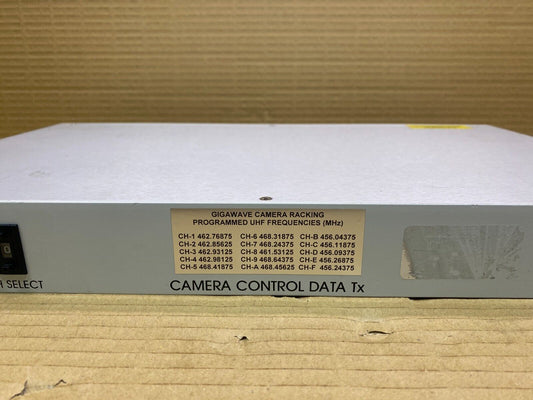 GIGAWAVE CAMERA RACKING
PROGRAMMED UHF FREQUENCIES (MHz)
CH-1 462.76875 CH-6 468.31875 CH-B 456.04375
CH-2 462.85625 CH-7 468.24375 CH-C 456.11875
CH-3 462.93125 CH-8 461.53125 CH-D 456.09375
CH-4 462.98125 CH-9 468.64375 CH-E 456.26875
CH-5 468.41875 CH-A 468.45625 CH-F 456.24375
SELECT
CAMERA CONTROL DATA Tx